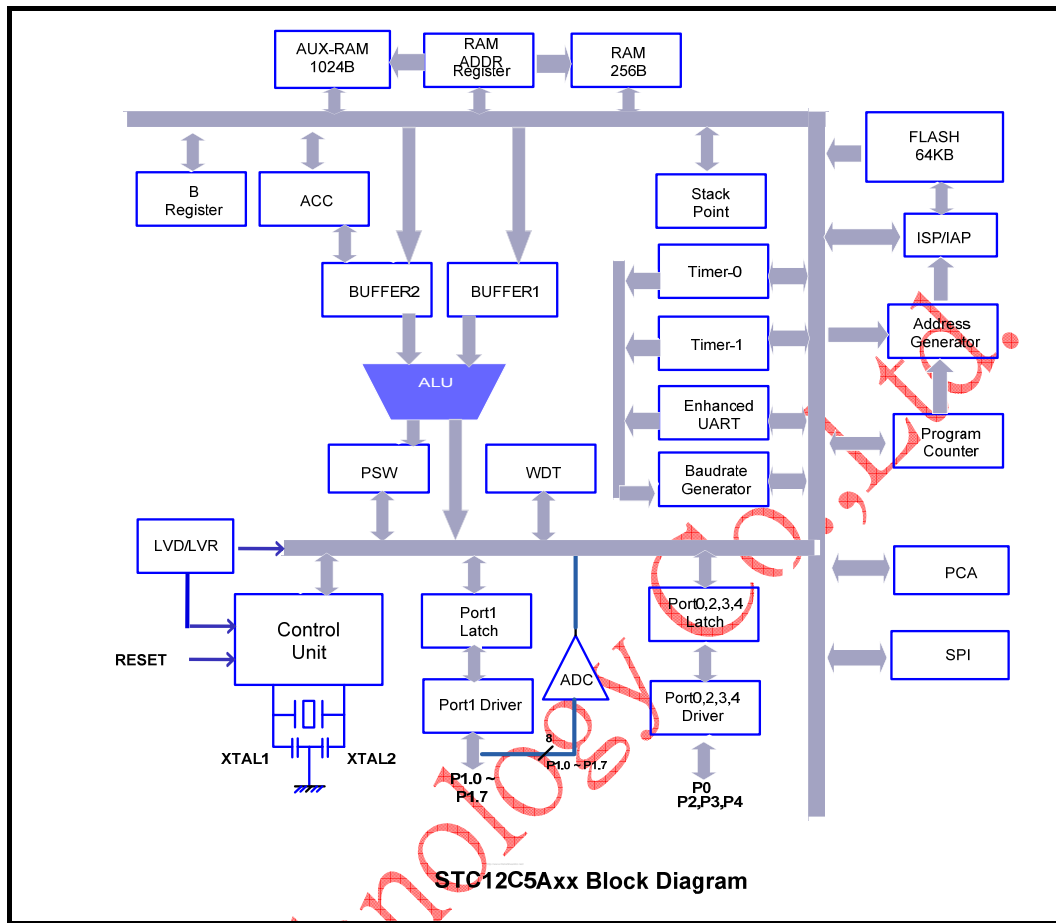 AUX-RAM
1024B
RAM
ADDR
Register
RAM
256B
FLASH
64KB
B
Register
ACC
Stack
Point
ISP/IAP
BUFFER2
BUFFER1
Timer-0
Timer-1
Address
Generator
ALU
Enhanced
UART
Program
Counter
PSW
WDT
Baudrate
Generator
LVD/LVR
PCA
Control
Unit
RESET
Port1
Latch
Port0,2,3,4
Latch
SPI
ADC
Port1 Driver
Port0,2,3,4
Driver
XTAL1
XTAL2
8
P1.0 ~ P1.7
P1.0 ~
P1.7
P0
P2,P3,P4
STC12C5Axx Block Diagram
nology Co.,Ltd.